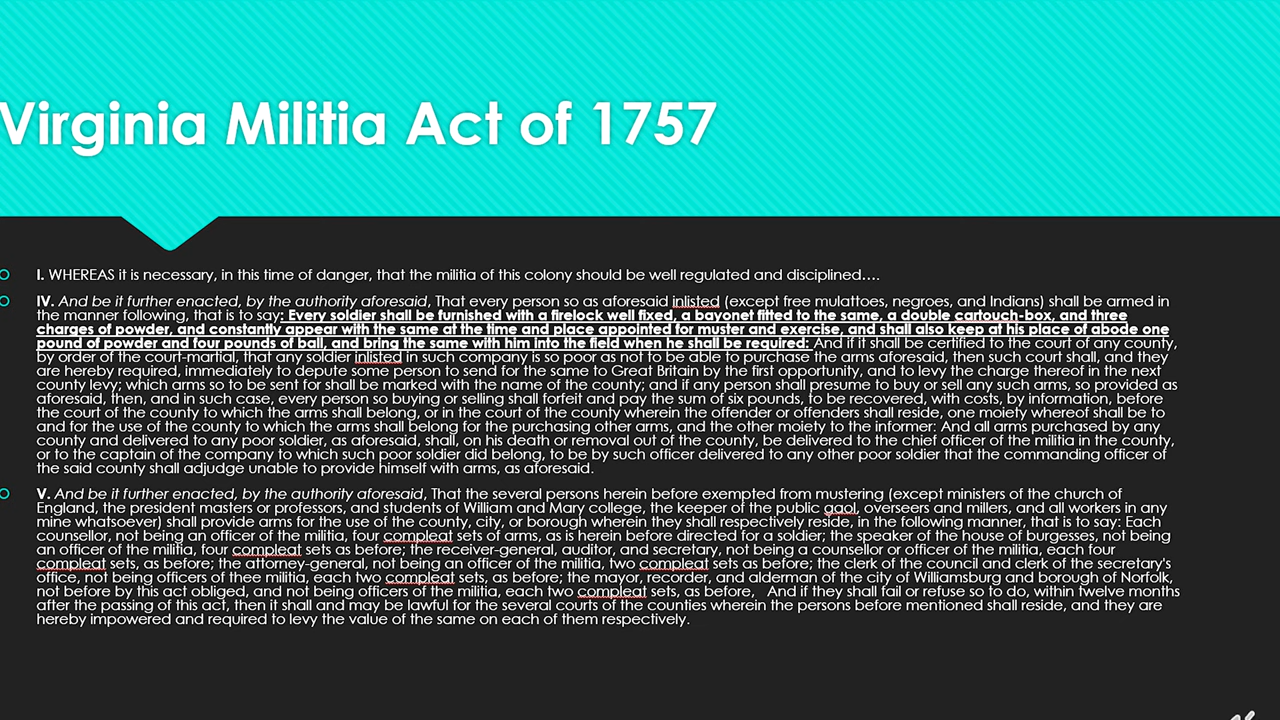 Virginia Militia Act of 1757
I. WHEREAS it is necessary, in this time of danger, that the militia of this colony should be well regulated and disciplined….
IV. And be it further enacted, by the authority aforesaid, That every person so as aforesaid inlisted (except free mulattoes, negroes, and Indians) shall be armed in
the manner following, that is to say: Every soldier shall be furnished with a firelock well fixed, a bayonet fitted to the same, a double cartouch-box, and three
charges of powder, and constantly appear with the same at the time and place appointed for muster and exercise, and shall also keep at his place of abode one
pound of powder and four pounds of ball, and bring the same with him into the field when he shall be required: And if it shall be certified to the court of any county,
by order of the court-martial, that any soldier inlisted in such company is so poor as not to be able to purchase the arms aforesaid, then such court shall, and they
are hereby required, immediately to depute some person to send for the same to Great Britain by the first opportunity, and to levy the charge thereof in the next
county levy; which arms so to be sent for shall be marked with the name of the county; and if any person shall presume to buy or sell any such arms, so provided as
aforesaid, then, and in such case, every person so buying or selling shall forfeit and pay the sum of six pounds, to be recovered, with costs, by information, before
the court of the county to which the arms shall belong, or in the court of the county wherein the offender or offenders shall reside, one moiety whereof shall be to
and for the use of the county to which the arms shall belong for the purchasing other arms, and the other moiety to the informer: And all arms purchased by any
county and delivered to any poor soldier, as aforesaid, shall, on his death or removal out of the county, be delivered to the chief officer of the militia in the county,
or to the captain of the company to which such poor soldier did belong, to be by such officer delivered to any other poor soldier that the commanding officer of
the said county shall adjudge unable to provide himself with arms, as aforesaid.
V. And be it further enacted, by the authority aforesaid, That the several persons herein before exempted from mustering (except ministers of the church of
England, the president masters or professors, and students of William and Mary college, the keeper of the public gaol, overseers and millers, and all workers in any
mine whatsoever) shall provide arms for the use of the county, city, or borough wherein they shall respectively reside, in the following manner, that is to say: Each
counsellor, not being an officer of the militia, four compleat sets of arms, as is herein before directed for a soldier; the speaker of the house of burgesses, not being
an officer of the militia, four compleat sets as before; the receiver-general, auditor, and secretary, not being a counsellor or officer of the militia, each four
compleat sets, as before; the attorney-general, not being an officer of the militia, two compleat sets as before; the clerk of the council and clerk of the secretary's
office, not being officers of thee militia, each two compleat sets, as before; the mayor, recorder, and alderman of the city of Williamsburg and borough of Norfolk,
not before by this act obliged, and not being officers of the militia, each two compleat sets, as before, And if they shall fail or refuse so to do, within twelve months
after the passing of this act, then it shall and may be lawful for the several courts of the counties wherein the persons before mentioned shall reside, and they are
hereby impowered and required to levy the value of the same on each of them respectively.